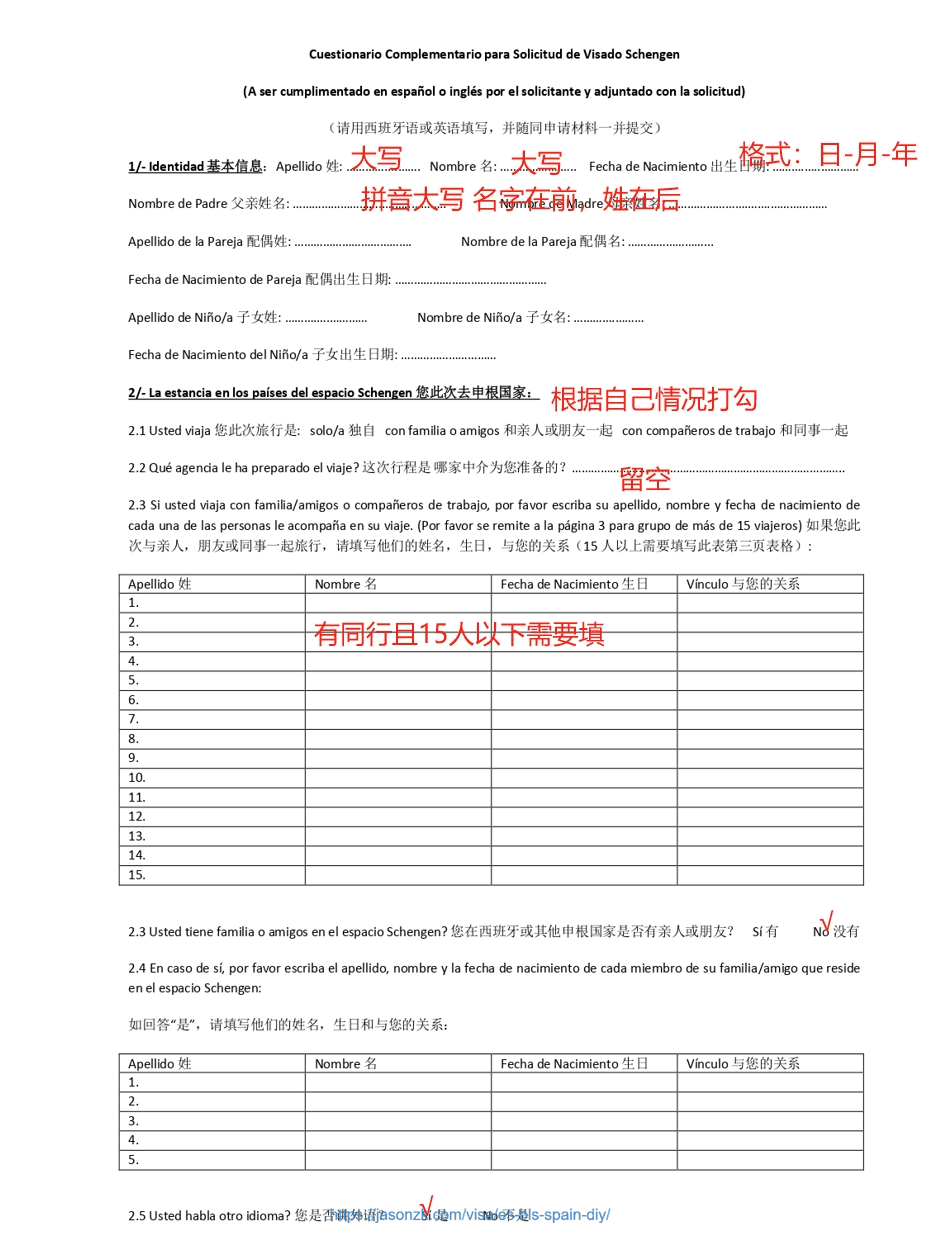 Cuestionario Complementario para Solicitud de Visado Schengen
(A ser cumplimentado en español o inglés por el solicitante y adjuntado con la solicitud)
（请用西班牙语或英语填写，并随同申请材料一并提交）
格式：日-月-年
大写 大写
1/- Identidad 基本信息: Apellido 姓: ........................ Nombre 名: ......................... Fecha de Nacimiento 出生日期: ............................
拼音大写 名字在前，姓在后
Nombre de Padre 父亲姓名: .................................................. Nombre de Madre 母亲姓名: ....................................................
Apellido de la Pareja 配偶姓: ...................................... Nombre de la Pareja 配偶名: ............................
Fecha de Nacimiento de Pareja 配偶出生日期: .................................................
Apellido de Niño/a 子女姓: ........................... Nombre de Niño/a 子女名: .......................
Fecha de Nacimiento del Niño/a 子女出生日期: ...............................
2/- La estancia en los países del espacio Schengen 您此次去申根国家：
根据自己情况打勾
2.1 Usted viaja 您此次旅行是: solo/a 独自 con familia o amigos 和亲人或朋友一起 con compañeros de trabajo 和同事一起
2.2 Qué agencia le ha preparado el viaje? 这次行程是 哪家中介为您准备的？........................................................................................
留空
2.3 Si usted viaja con familia/amigos o compañeros de trabajo, por favor escriba su apellido, nombre y fecha de nacimiento de
cada una de las personas le acompaña en su viaje. (Por favor se remite a la página 3 para grupo de más de 15 viajeros) 如果您此
次与亲人，朋友或同事一起旅行，请填写他们的姓名，生日，与您的关系（15 人以上需要填写此表第三页表格）:
Apellido 姓 Nombre 名 Fecha de Nacimiento 生日 Vínculo 与您的关系
1.
2.
有同行且15人以下需要填
3.
4.
5.
6.
7.
8.
9.
10.
11.
12.
13.
14.
15.
√
2.3 Usted tiene familia o amigos en el espacio Schengen? 您在西班牙或其他申根国家是否有亲人或朋友？ Sí 有 No 没有
2.4 En caso de sí, por favor escriba el apellido, nombre y la fecha de nacimiento de cada miembro de su familia/amigo que reside
en el espacio Schengen:
如回答“是”，请填写他们的姓名，生日和与您的关系：
Apellido 姓 Nombre 名 Fecha de Nacimiento 生日 Vínculo 与您的关系
1.
2.
3.
4.
5.
√
2.5 Usted habla otro idioma? 您是否讲外语? Sí 是 No 不是